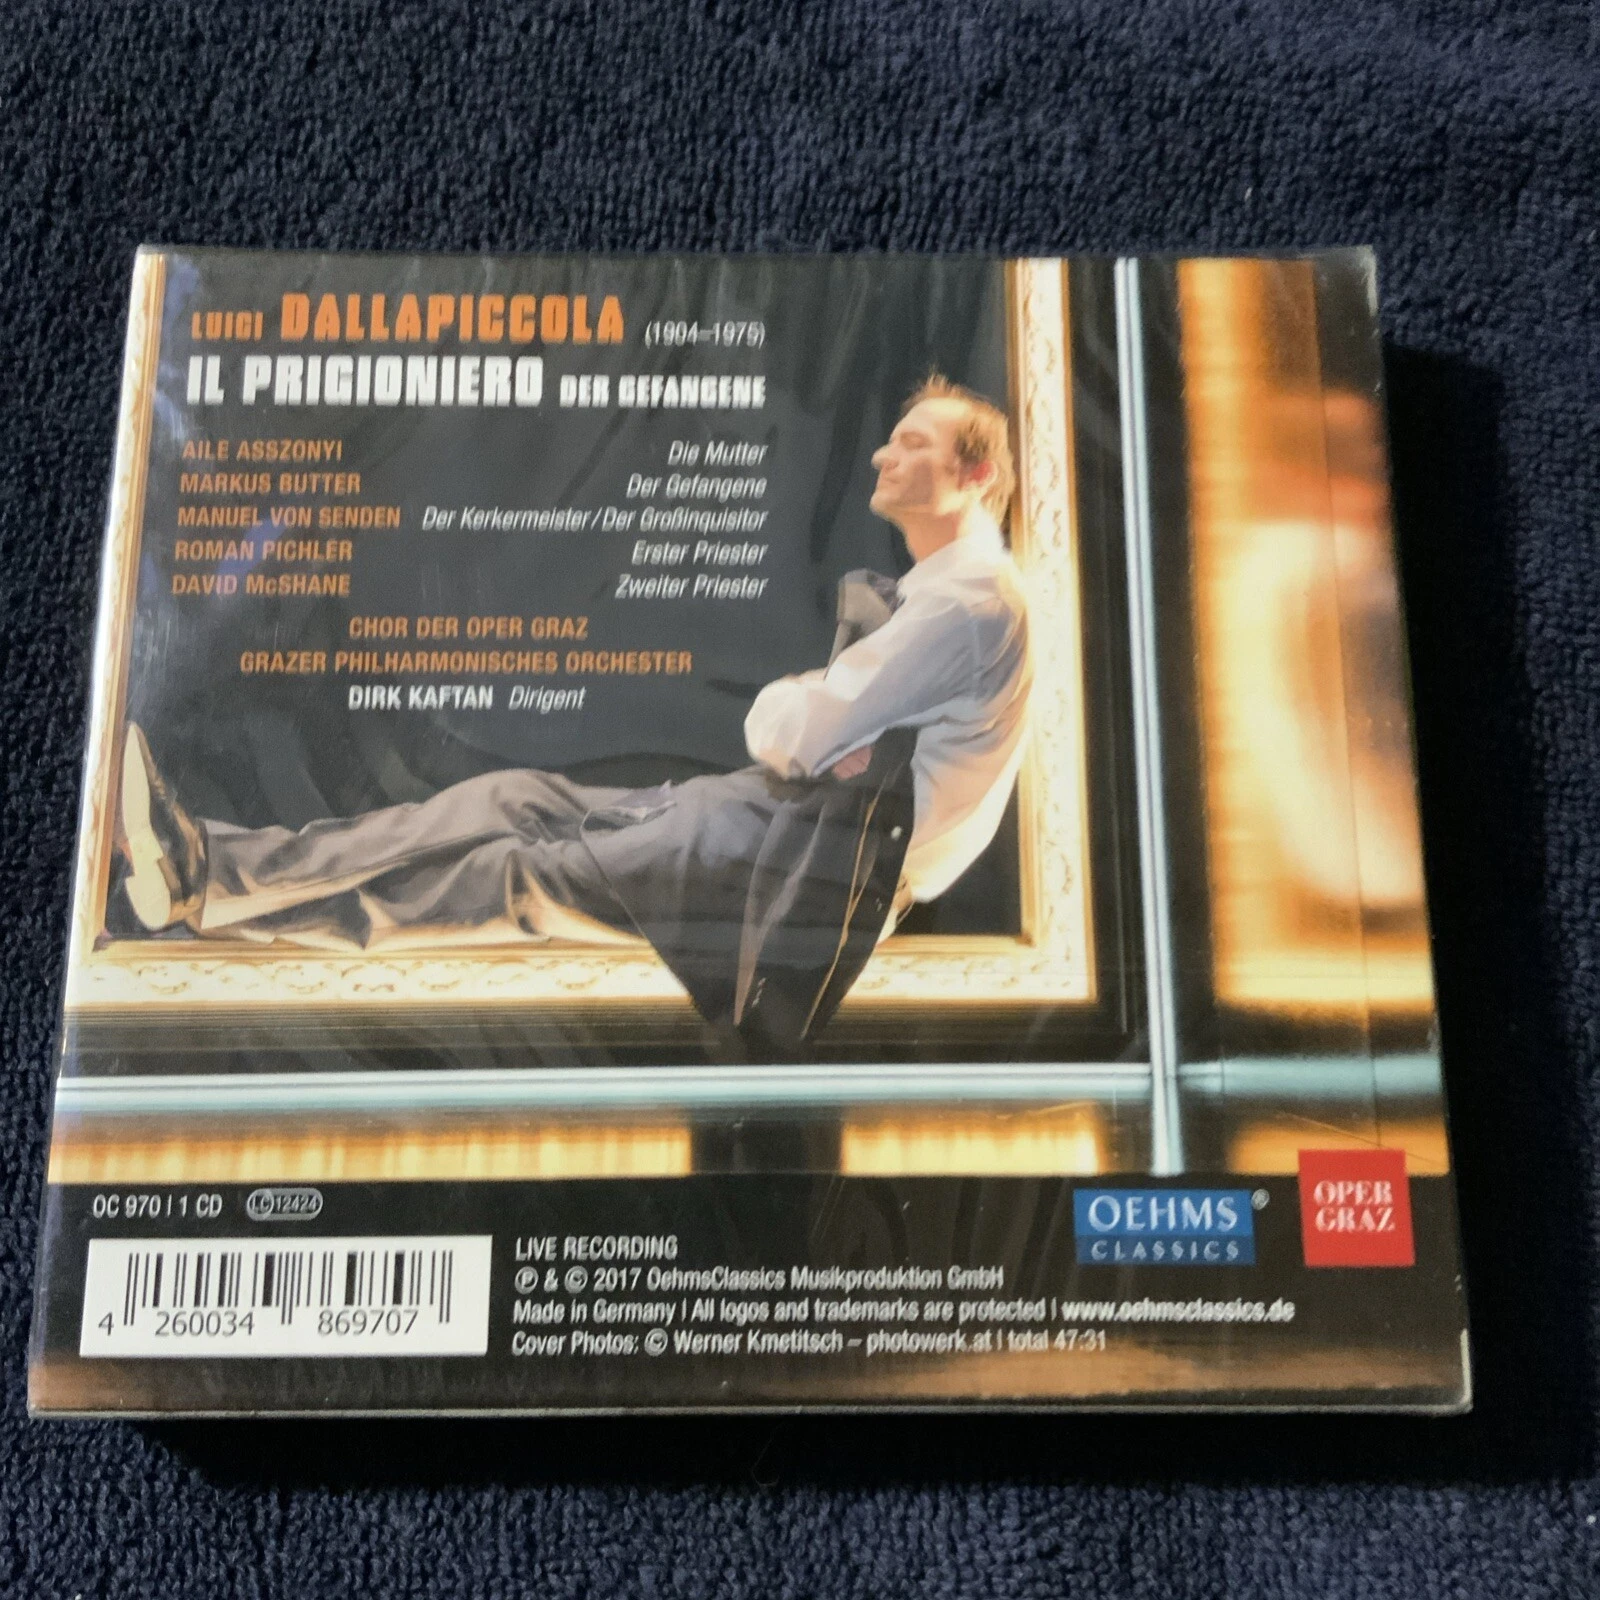 LUIGI DALLAPICCOLA (1904–1975)
IL PRIGIONIERO DER GEFANGENE
AILE ASSZONYI Die Mutter
MARKUS BUTTER Der Gefangene
MANUEL VON SENDEN Der Kerkermeister / Der Großinquisitor
ROMAN PICHLER Erster Priester
DAVID McSHANE Zweiter Priester
CHOR DER OPER GRAZ
GRAZER PHILHARMONISCHES ORCHESTER
DIRK KAFTAN Dirigent
OC 970 | 1 CD LC 12424
4 260034 869707
LIVE RECORDING
℗ & © 2017 OehmsClassics Musikproduktion GmbH
Made in Germany | All logos and trademarks are protected | www.oehmsclassics.de
Cover Photos: © Werner Kmetitsch – photowerk.at | total 47:31
OEHMS ®
CLASSICS
OPER
GRAZ